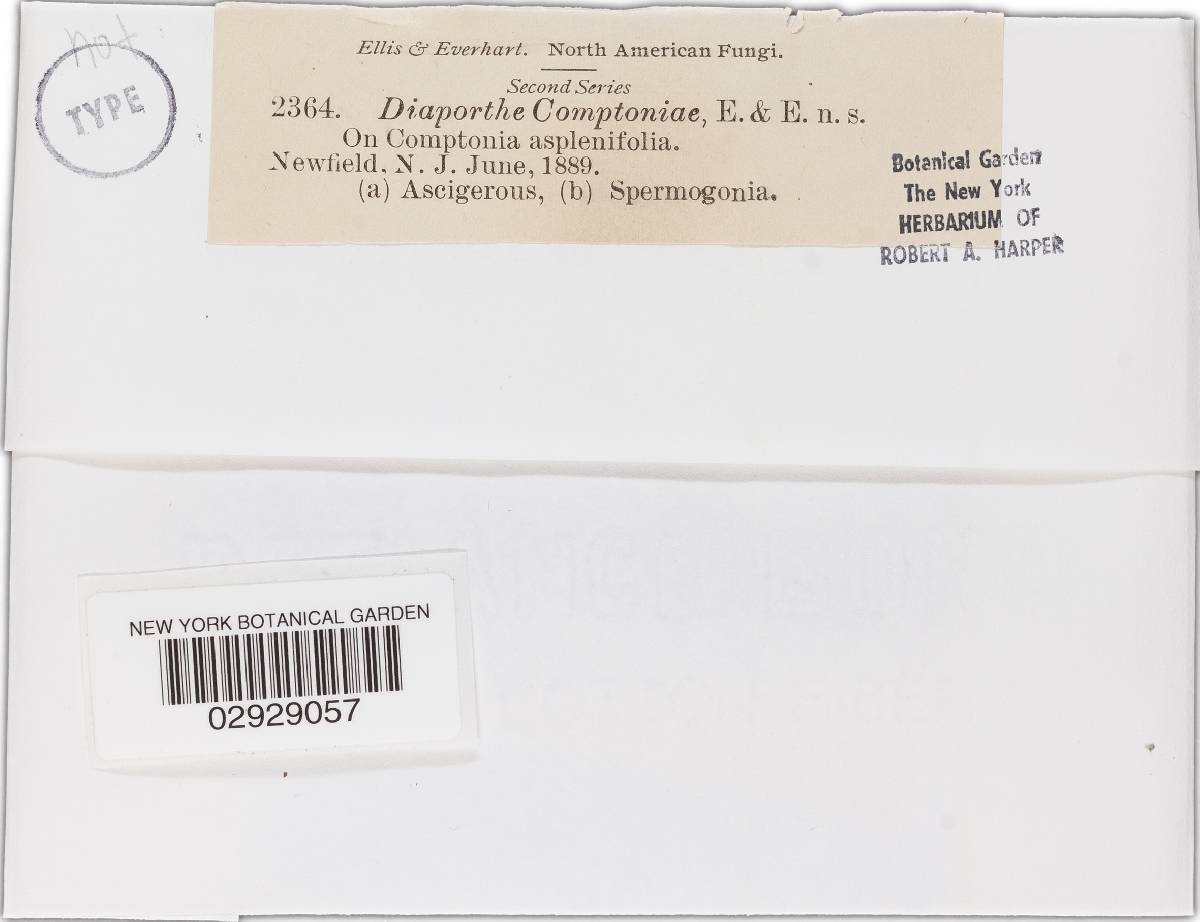 not
TYPE
Ellis & Everhart. North American Fungi.
Second Series
2364. Diaporthe Comptoniae, E. & E. n. s.
On Comptonia asplenifolia.
Newfield, N. J. June, 1889.
(a) Ascigerous, (b) Spermogonia.
Botanical Garden
The New York
HERBARIUM OF
ROBERT A. HARPER
NEW YORK BOTANICAL GARDEN
02929057